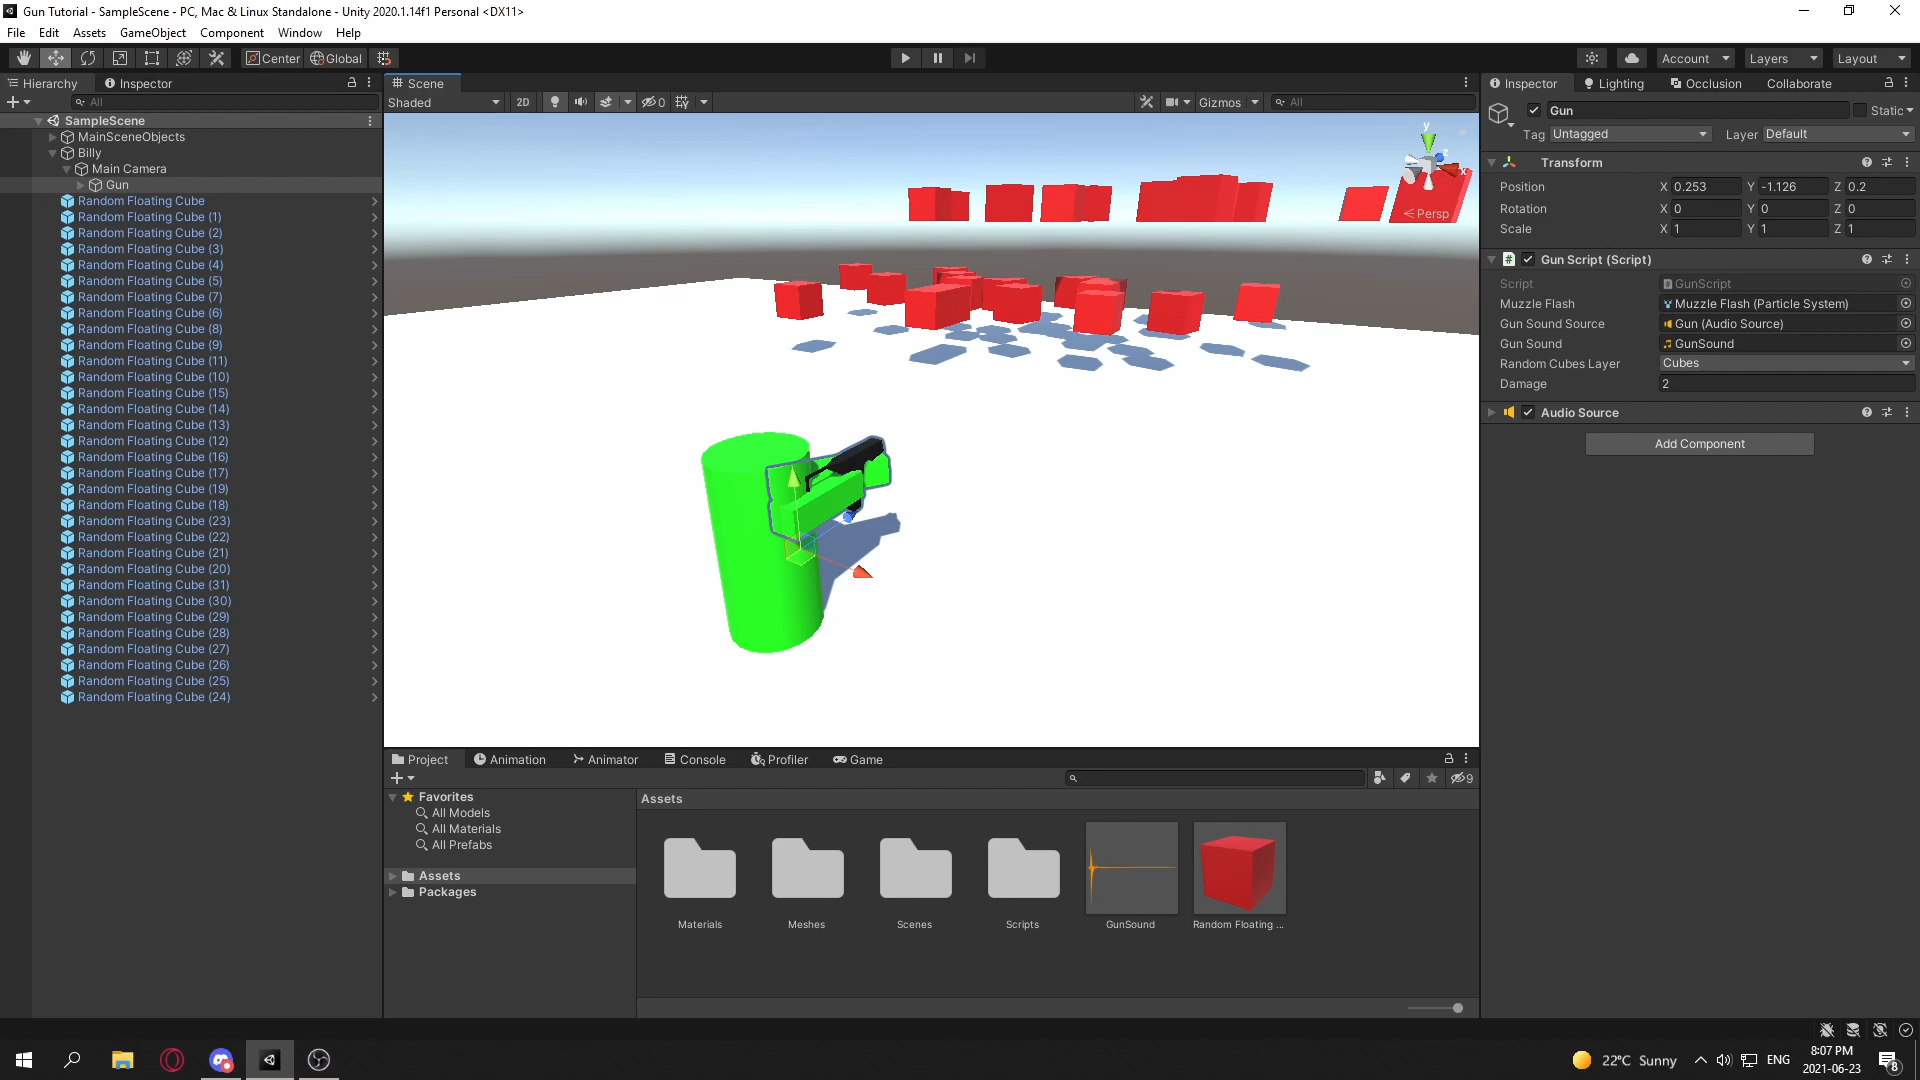 Gun Tutorial - SampleScene - PC, Mac & Linux Standalone - Unity 2020.1.14f1 Personal <DX11>
File Edit Assets GameObject Component Window Help
Center Global Account Layers Layout
Hierarchy Inspector
All
SampleScene
MainSceneObjects
Billy
Main Camera
Gun
Random Floating Cube
Random Floating Cube (1)
Random Floating Cube (2)
Random Floating Cube (3)
Random Floating Cube (4)
Random Floating Cube (5)
Random Floating Cube (7)
Random Floating Cube (6)
Random Floating Cube (8)
Random Floating Cube (9)
Random Floating Cube (11)
Random Floating Cube (10)
Random Floating Cube (15)
Random Floating Cube (14)
Random Floating Cube (13)
Random Floating Cube (12)
Random Floating Cube (16)
Random Floating Cube (17)
Random Floating Cube (19)
Random Floating Cube (18)
Random Floating Cube (23)
Random Floating Cube (22)
Random Floating Cube (21)
Random Floating Cube (20)
Random Floating Cube (31)
Random Floating Cube (30)
Random Floating Cube (29)
Random Floating Cube (28)
Random Floating Cube (27)
Random Floating Cube (26)
Random Floating Cube (25)
Random Floating Cube (24)
Scene
Shaded 2D 0 Gizmos All
y
z
x
Persp
Inspector Lighting Occlusion Collaborate
Gun Static
Tag Untagged Layer Default
Transform
Position X 0.253 Y -1.126 Z 0.2
Rotation X 0 Y 0 Z 0
Scale X 1 Y 1 Z 1
Gun Script (Script)
Script GunScript
Muzzle Flash Muzzle Flash (Particle System)
Gun Sound Source Gun (Audio Source)
Gun Sound GunSound
Random Cubes Layer Cubes
Damage 2
Audio Source
Add Component
Project Animation Animator Console Profiler Game
9
Favorites
All Models
All Materials
All Prefabs
Assets
Packages
Assets
Materials Meshes Scenes Scripts GunSound Random Floating ...
22°C Sunny ENG
8:07 PM
2021-06-23
8